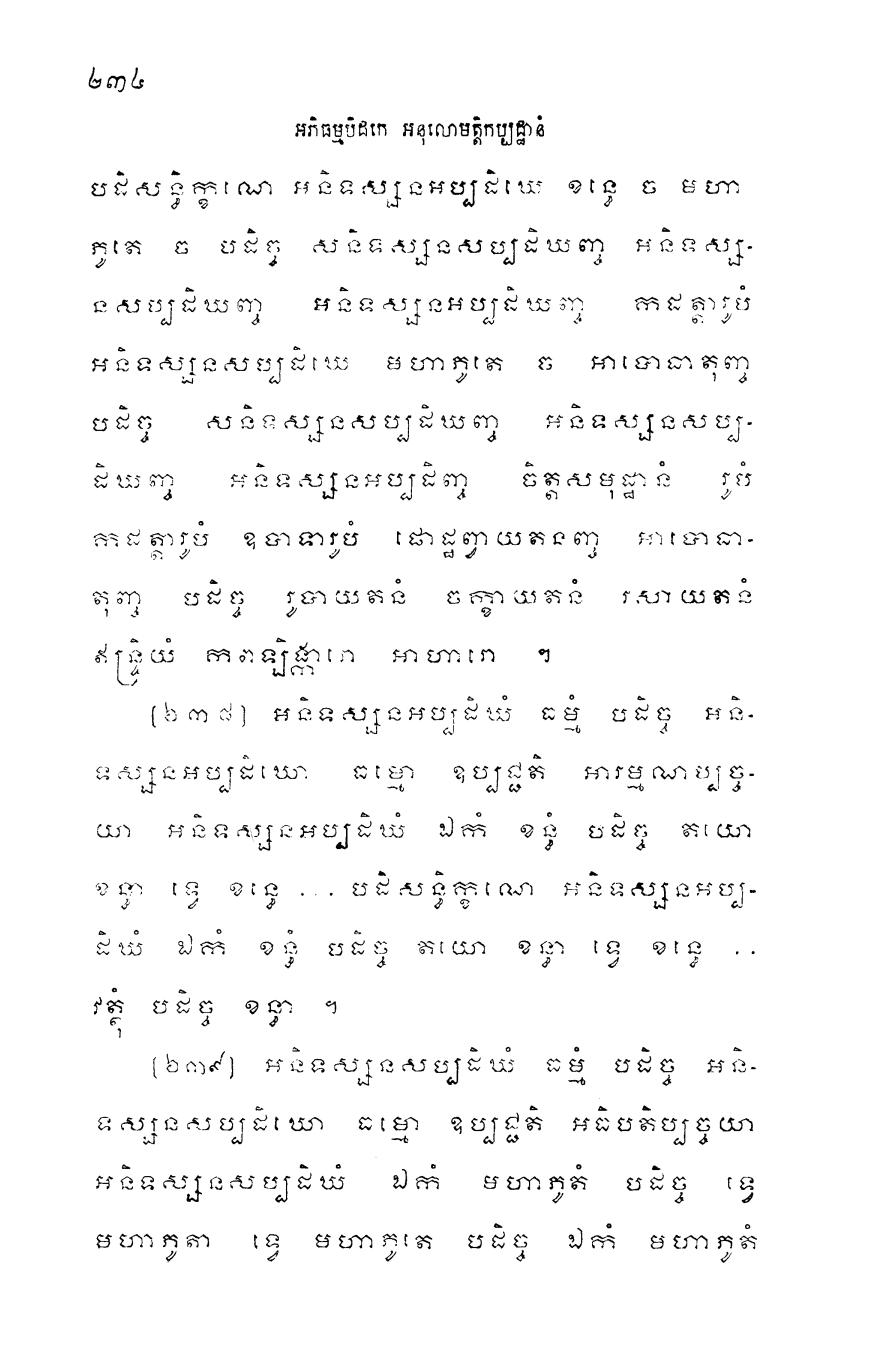 ២៣៤
អភិធម្មបិដកេ អនុលោមត្តិកប្បដ្ឋានំ
បដិសន្ធិក្ខណេ អនិទស្សនអប្បដិឃេ ខន្ធេ ច មហា
ភូតេ ច បដិច្ច សនិទស្សនសប្បដិឃញ្ច អនិទស្ស-
នសប្បដិឃញ្ច អនិទស្សនអប្បដិឃញ្ច កដត្តារូបំ
អនិទស្សនសប្បដិឃេ មហាភូតេ ច អាបោធាតុញ្ច
បដិច្ច សនិទស្សនសប្បដិឃញ្ច អនិទស្សនសប្ប-
ដិឃញ្ច អនិទស្សនអប្បដិញ្ច ចិត្តសមុដ្ឋានំ រូបំ
កដត្តារូបំ ឧបាទារូបំ ផោដ្ឋព្វាយតនញ្ច អាបោធា-
តុញ្ច បដិច្ច រូបាយតនំ ចក្ខាយតនំ រសាយតនំ
ឥន្ទ្រិយំ កពឡិង្ការោ អាហារោ ។
[២៣៨] អនិទស្សនអប្បដិឃំ ធម្មំ បដិច្ច អនិ-
ទស្សនអប្បដិឃោ ធម្មោ ឧប្បជ្ជតិ អារម្មណប្បច្ច-
យា អនិទស្សនអប្បដិឃំ ឯកំ ខន្ធំ បដិច្ច តយោ
ខន្ធា ទ្វេ ខន្ធេ ... បដិសន្ធិក្ខណេ អនិទស្សនអប្ប-
ដិឃំ ឯកំ ខន្ធំ បដិច្ច តយោ ខន្ធា ទ្វេ ខន្ធេ ..
វត្ថុំ បដិច្ច ខន្ធា ។
[២៣៩] អនិទស្សនសប្បដិឃំ ធម្មំ បដិច្ច អនិ-
ទស្សនសប្បដិឃោ ធម្មោ ឧប្បជ្ជតិ អធិបតិប្បច្ចយា
អនិទស្សនសប្បដិឃំ ឯកំ មហាភូតំ បដិច្ច ទ្វេ
មហាភូតា ទ្វេ មហាភូតេ បដិច្ច ឯកំ មហាភូតំ